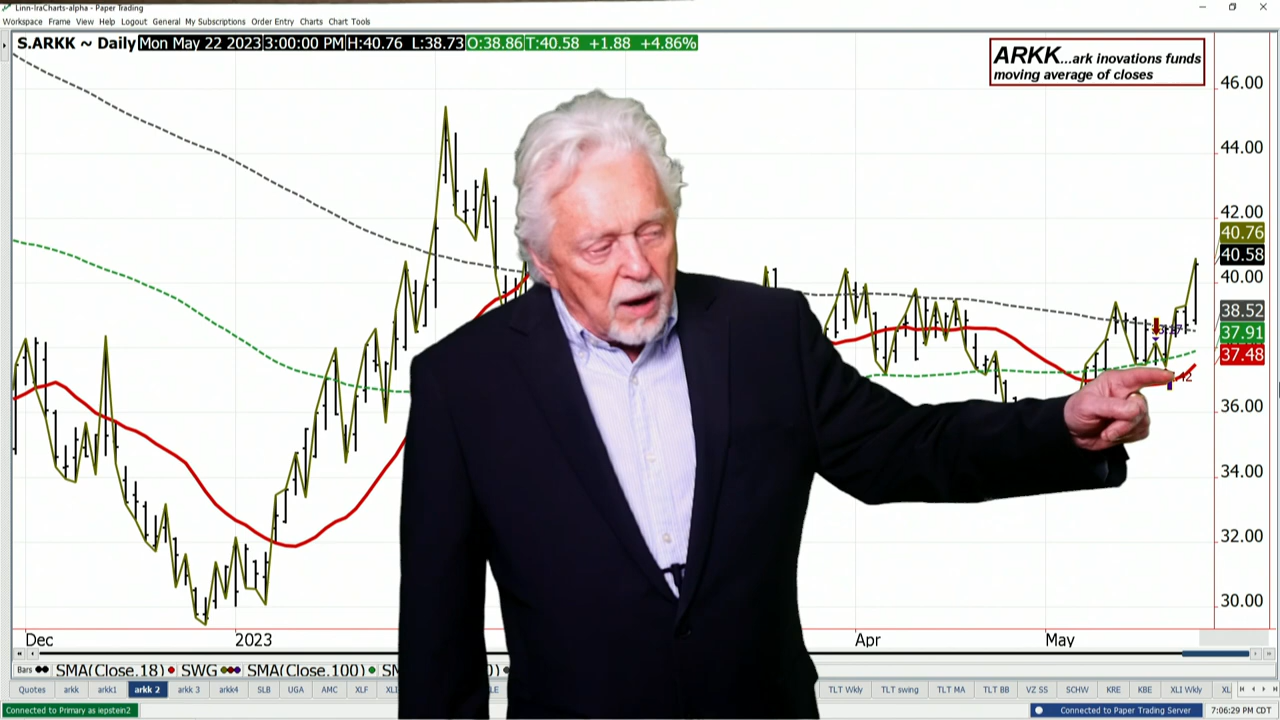 Linn-IraCharts-alpha - Paper Trading
Workspace Frame View Help Logout General My Subscriptions Order Entry Charts Chart Tools
S.ARKK ~ Daily Mon May 22 2023 3:00:00 PM H:40.76 L:38.73 O:38.86 T:40.58 +1.88 +4.86%
ARKK...ark inovations funds
moving average of closes
46.00
44.00
42.00
40.76
40.58
40.00
38.52
37.91
37.48
36.00
34.00
32.00
30.00
Dec 2023 Apr May
Bars SMA(Close,18) SWG SMA(Close,100)
Quotes arkk arkk1 arkk 2 arkk 3 arkk4 SLB UGA AMC XLF TLT Wkly TLT swing TLT MA TLT BB VZ SS SCHW KRE KBE XLI Wkly
Connected to Primary as iepstein2 Connected to Paper Trading Server 7:06:29 PM CDT